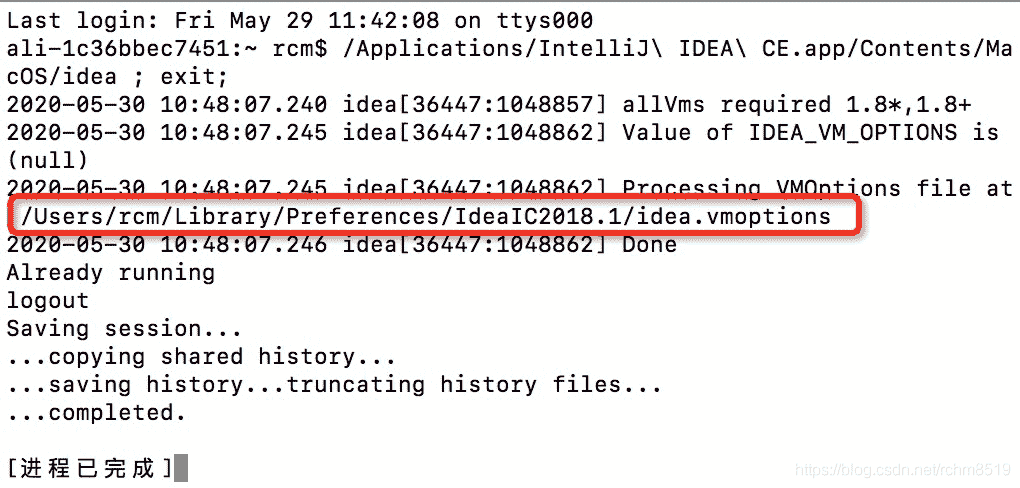 Last login: Fri May 29 11:42:08 on ttys000
ali-1c36bbec7451:~ rcm$ /Applications/IntelliJ\ IDEA\ CE.app/Contents/Ma
cOS/idea ; exit;
2020-05-30 10:48:07.240 idea[36447:1048857] allVms required 1.8*,1.8+
2020-05-30 10:48:07.245 idea[36447:1048862] Value of IDEA_VM_OPTIONS is
(null)
2020-05-30 10:48:07.245 idea[36447:1048862] Processing VMOptions file at
/Users/rcm/Library/Preferences/IdeaIC2018.1/idea.vmoptions
2020-05-30 10:48:07.246 idea[36447:1048862] Done
Already running
logout
Saving session...
...copying shared history...
...saving history...truncating history files...
...completed.
[进程已完成]
https://blog.csdn.net/rchm8519